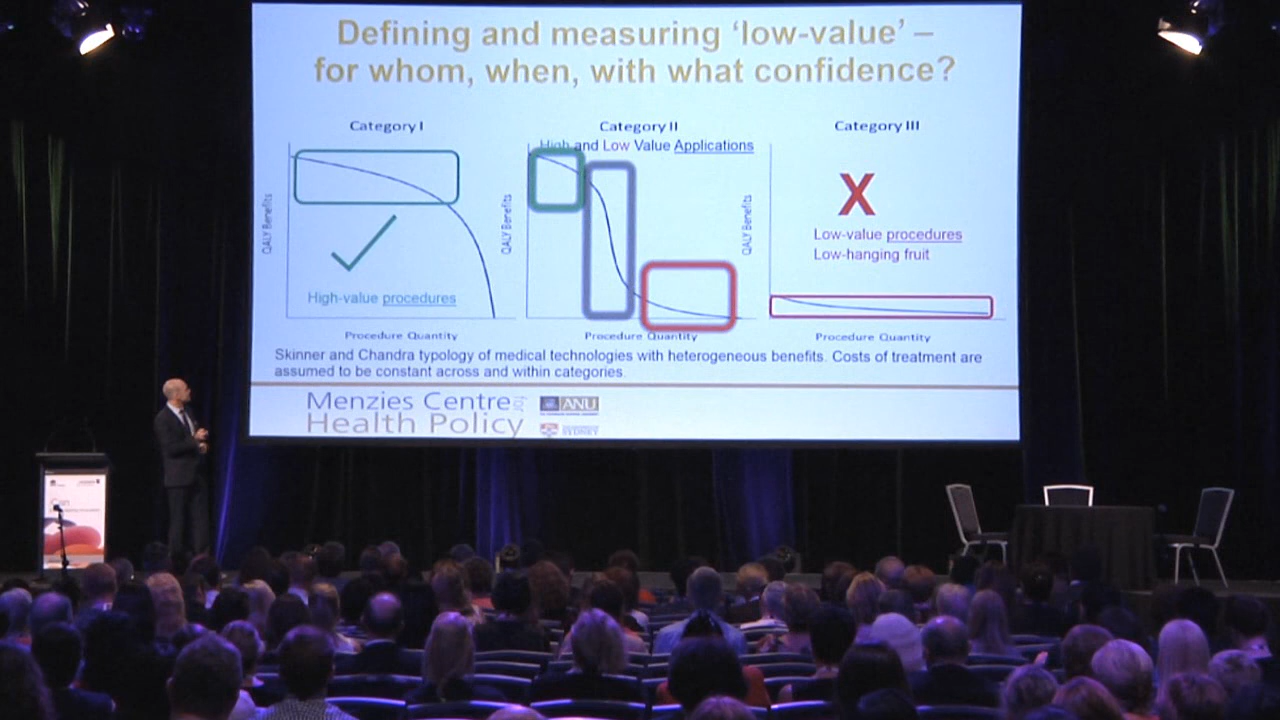 Defining and measuring ‘low-value’ –
for whom, when, with what confidence?
Category I
QALY Benefits
High-value procedures
Procedure Quantity
Category II
High and Low Value Applications
QALY Benefits
Procedure Quantity
Category III
QALY Benefits
X
Low-value procedures
Low-hanging fruit
Procedure Quantity
Skinner and Chandra typology of medical technologies with heterogeneous benefits. Costs of treatment are
assumed to be constant across and within categories.
Menzies Centre for
Health Policy
ANU
SYDNEY